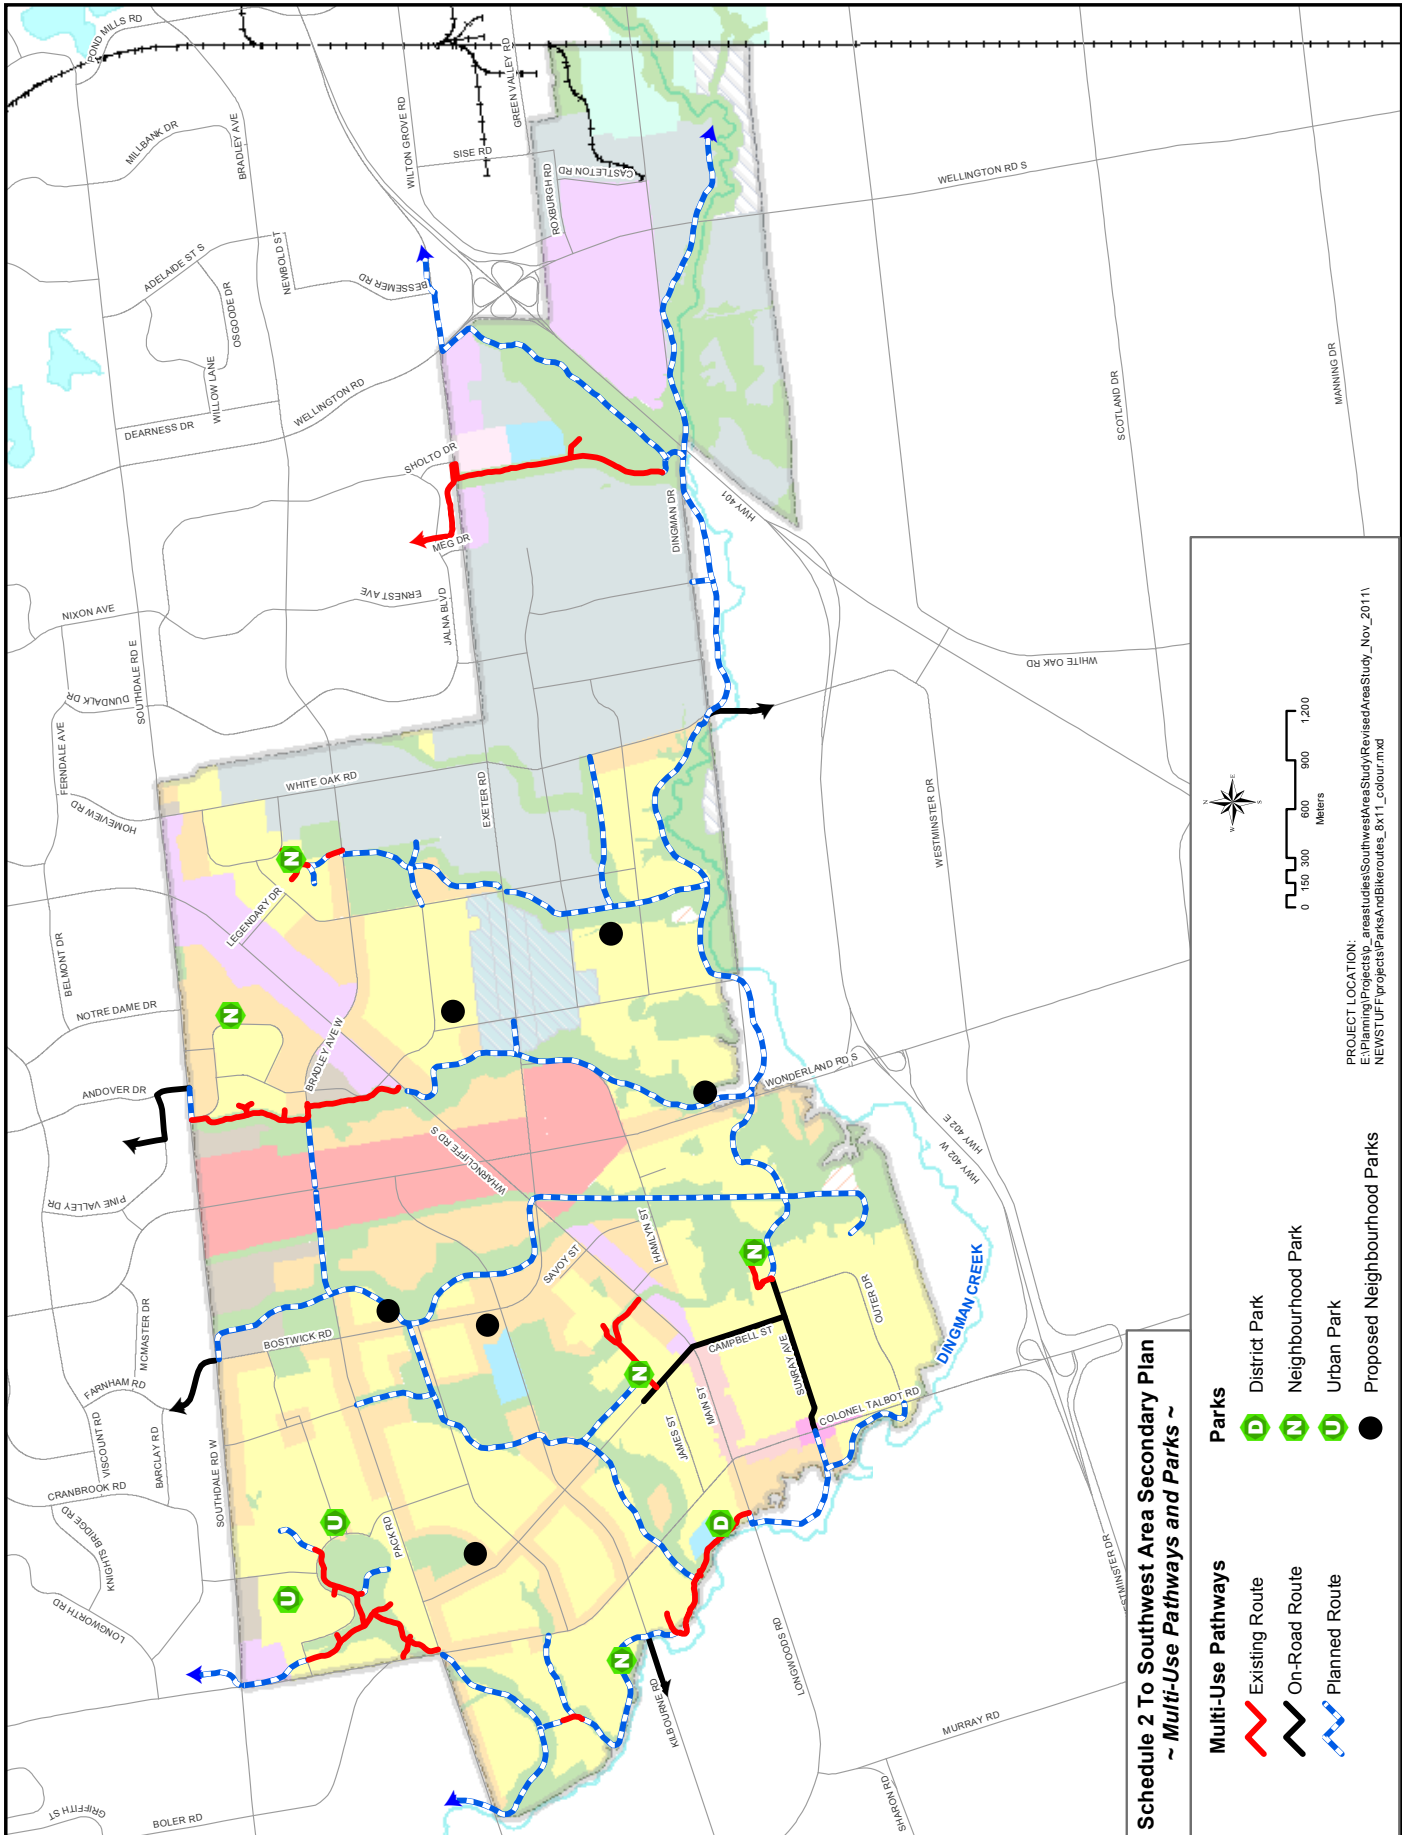 Schedule 2 To Southwest Area Secondary Plan
~ Multi-Use Pathways and Parks ~
Multi-Use Pathways
Existing Route
On-Road Route
Planned Route
Parks
D District Park
N Neighbourhood Park
U Urban Park
Proposed Neighbourhood Parks
N
E
S
W
0 150 300 600 900 1,200
Meters
PROJECT LOCATION:
E:\Planning\Projects\p_areastudies\SouthwestAreaStudy\RevisedAreaStudy_Nov_2011\
NEWSTUFF\projects\ParksAndBikeroutes_8x11_colour.mxd
GRIFFITH ST
BOLER RD
LONGWORTH RD
KNIGHTS BRIDGE RD
CRANBROOK RD
VISCOUNT RD
BARCLAY RD
FARNHAM RD
MCMASTER DR
PINE VALLEY DR
ANDOVER DR
NOTRE DAME DR
BELMONT DR
HOMEVIEW RD
FERNDALE AVE
DUNDALK DR
NIXON AVE
SOUTHDALE RD E
SOUTHDALE RD W
ERNEST AVE
JALNA BLVD
MEG DR
SHOLTO DR
DEARNESS DR
WILLOW LANE
OSGOODE DR
ADELAIDE ST S
NEWBOLD ST
BESSEMER RD
WELLINGTON RD
MILLBANK DR
BRADLEY AVE
POND MILLS RD
WILTON GROVE RD
SISE RD
GREEN VALLEY RD
ROXBURGH RD
CASTLETON RD
WELLINGTON RD S
SCOTLAND DR
MANNING DR
DINGMAN DR
HWY 401
WHITE OAK RD
WHITE OAK RD
EXETER RD
LEGENDARY DR
BRADLEY AVE W
WHARNCLIFFE RD S
BOSTWICK RD
PACK RD
SAVOY ST
HAMLYN ST
CAMPBELL ST
MAIN ST
JAMES ST
SUNRAY AVE
OUTER DR
COLONEL TALBOT RD
WONDERLAND RD S
WESTMINSTER DR
HWY 402 E
HWY 402 W
DINGMAN CREEK
KILBOURNE RD
LONGWOODS RD
MURRAY RD
SHARON RD
ESTMINSTER DR
U
U
N
N
N
N
N
D